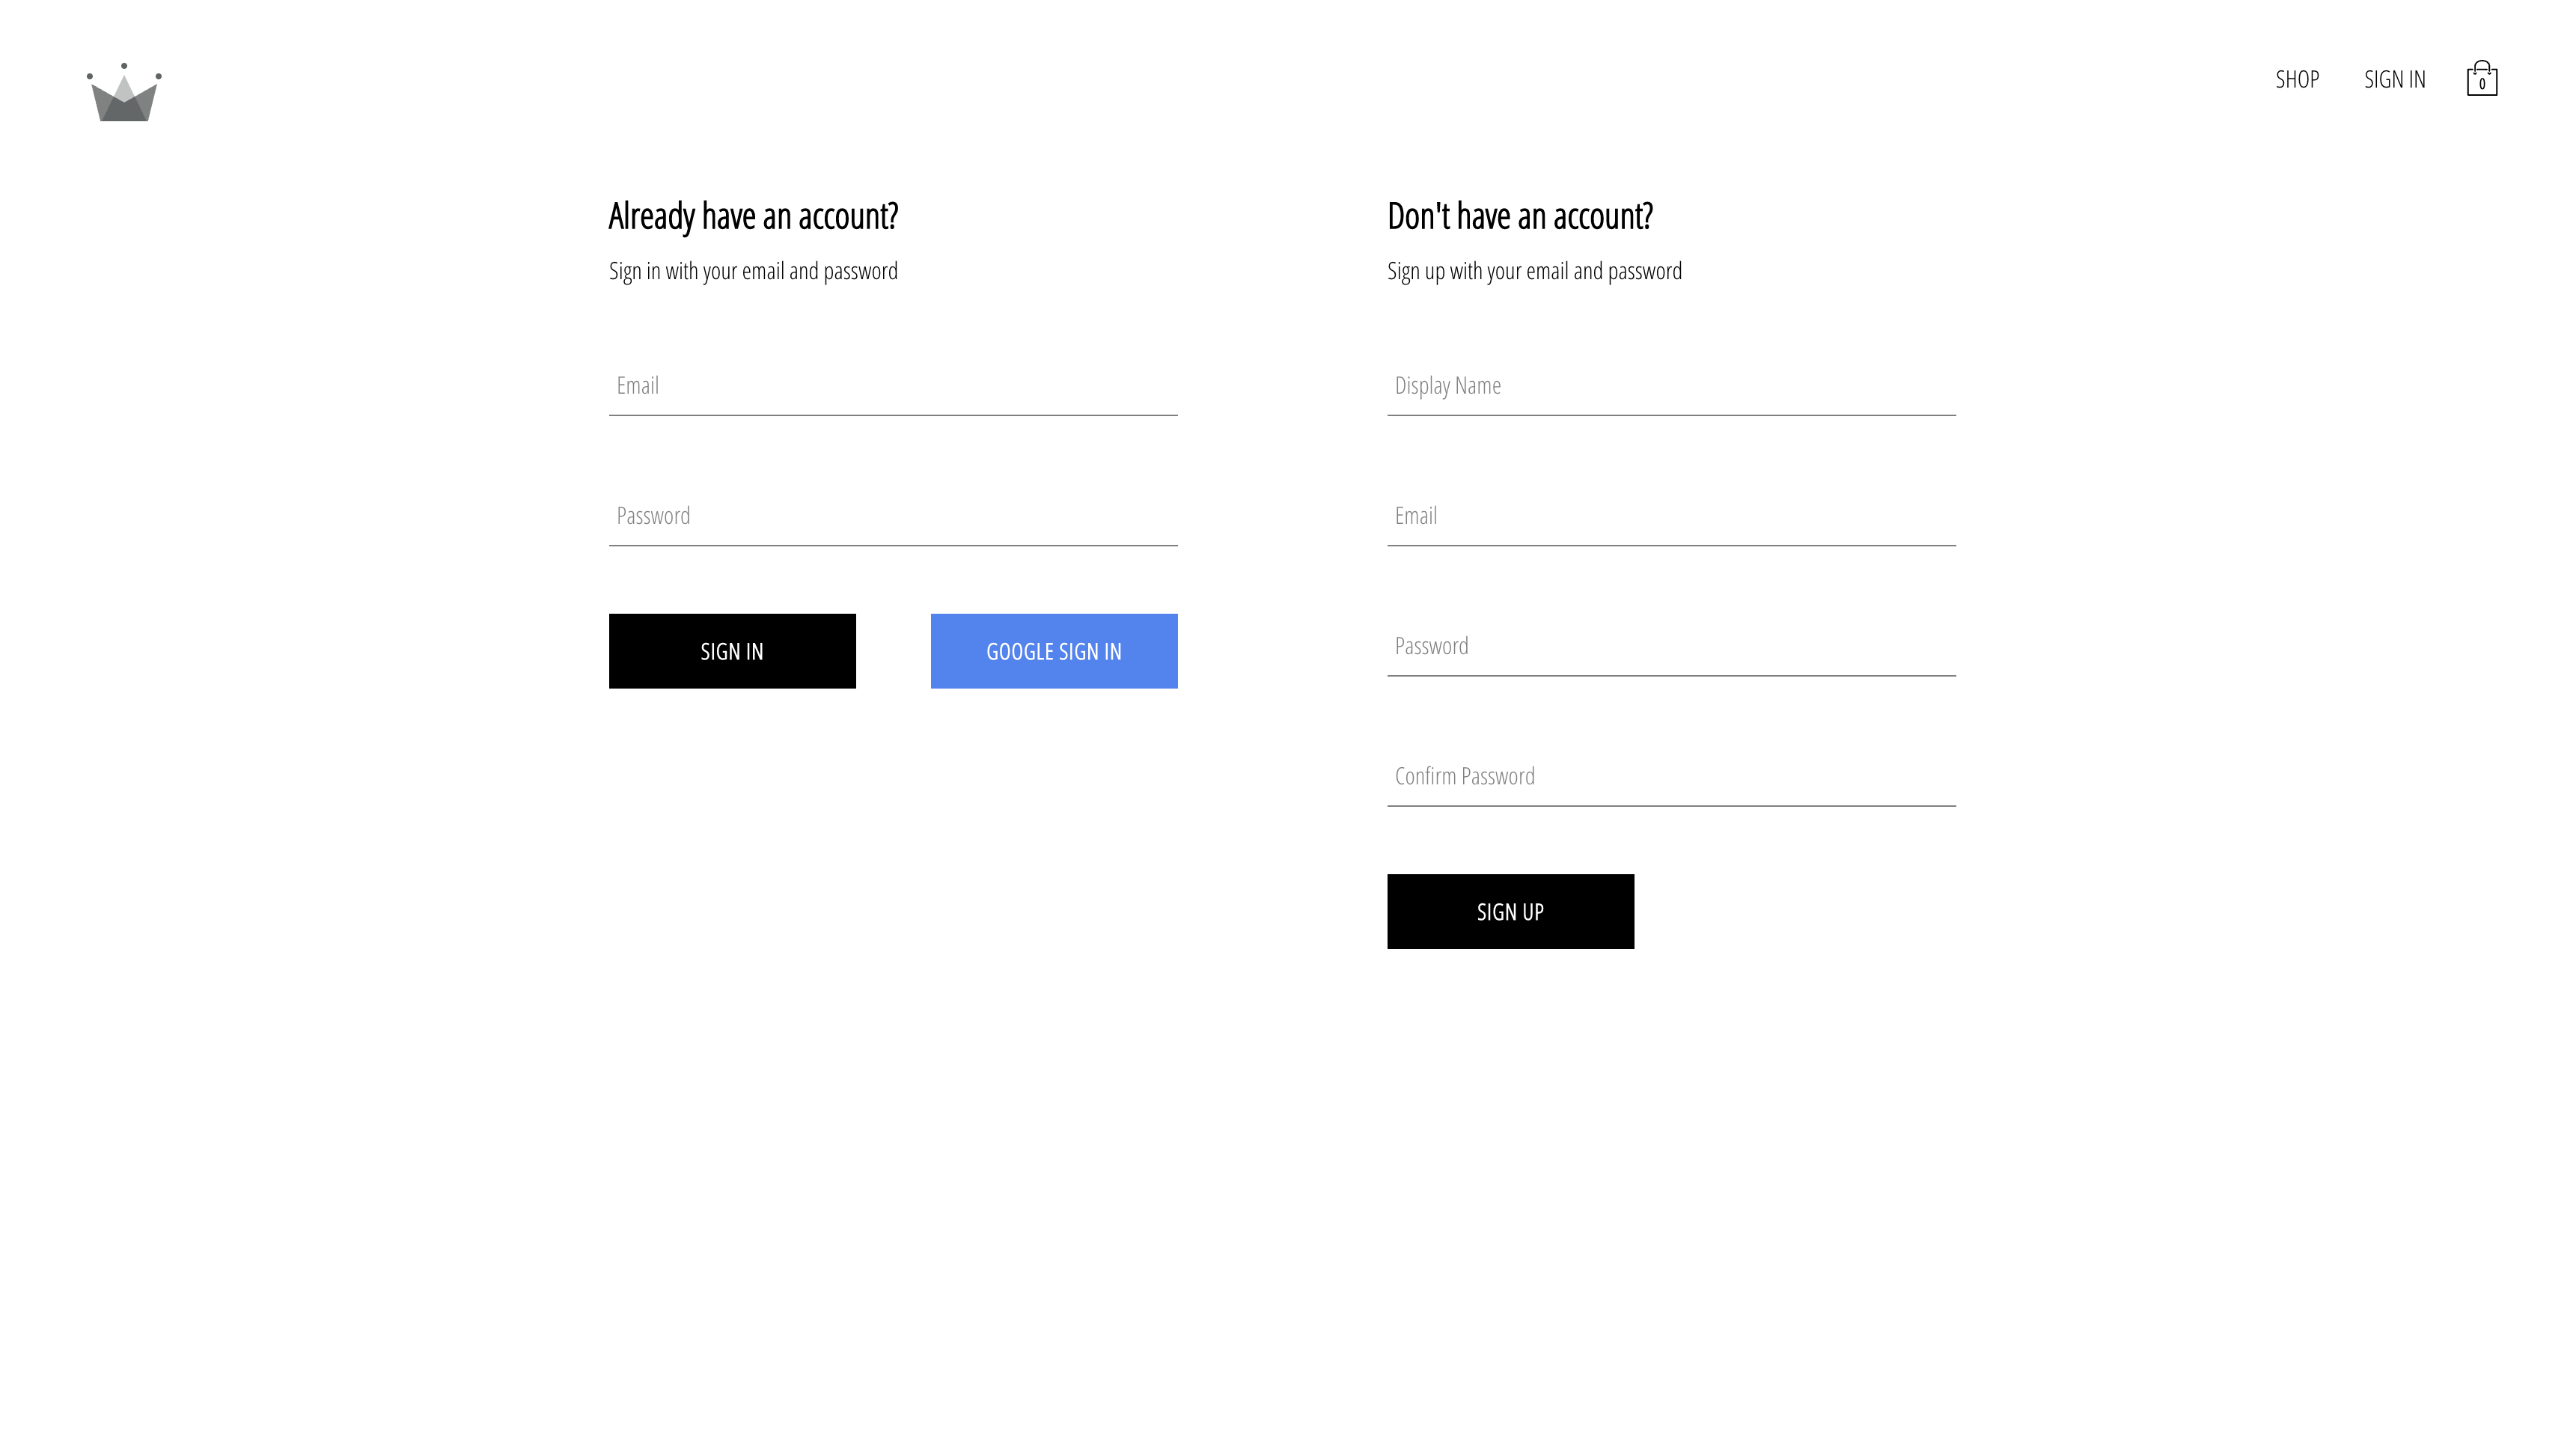 SHOP
SIGN IN
0
Already have an account?
Sign in with your email and password
Email
Password
SIGN IN
GOOGLE SIGN IN
Don't have an account?
Sign up with your email and password
Display Name
Email
Password
Confirm Password
SIGN UP